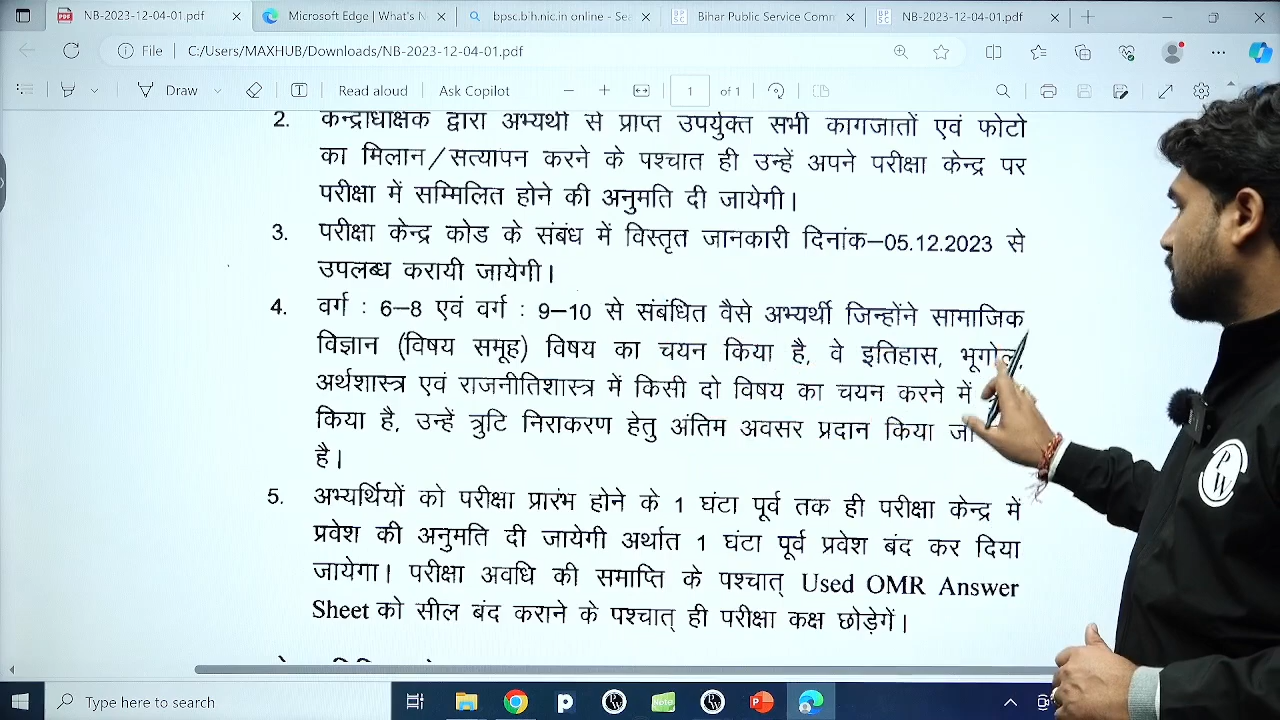 NB-2023-12-04-01.pdf
Microsoft Edge | What's N
bpsc.bih.nic.in online - Sea
Bihar Public Service Comm
NB-2023-12-04-01.pdf
File
C:/Users/MAXHUB/Downloads/NB-2023-12-04-01.pdf
Draw
Read aloud
Ask Copilot
1
of 1
2. केन्द्राधीक्षक द्वारा अभ्यर्थी से प्राप्त उपर्युक्त सभी कागजातों एवं फोटो
का मिलान/सत्यापन करने के पश्चात ही उन्हें अपने परीक्षा केन्द्र पर
परीक्षा में सम्मिलित होने की अनुमति दी जायेगी।
3. परीक्षा केन्द्र कोड के संबंध में विस्तृत जानकारी दिनांक–05.12.2023 से
उपलब्ध करायी जायेगी।
4. वर्ग : 6–8 एवं वर्ग : 9–10 से संबंधित वैसे अभ्यर्थी जिन्होंने सामाजिक
विज्ञान (विषय समूह) विषय का चयन किया है, वे इतिहास, भूगोल,
अर्थशास्त्र एवं राजनीतिशास्त्र में किसी दो विषय का चयन करने में
किया है, उन्हें त्रुटि निराकरण हेतु अंतिम अवसर प्रदान किया जा
है।
5. अभ्यर्थियों को परीक्षा प्रारंभ होने के 1 घंटा पूर्व तक ही परीक्षा केन्द्र में
प्रवेश की अनुमति दी जायेगी अर्थात 1 घंटा पूर्व प्रवेश बंद कर दिया
जायेगा। परीक्षा अवधि की समाप्ति के पश्चात् Used OMR Answer
Sheet को सील बंद कराने के पश्चात् ही परीक्षा कक्ष छोड़ेगें।
Type here to search